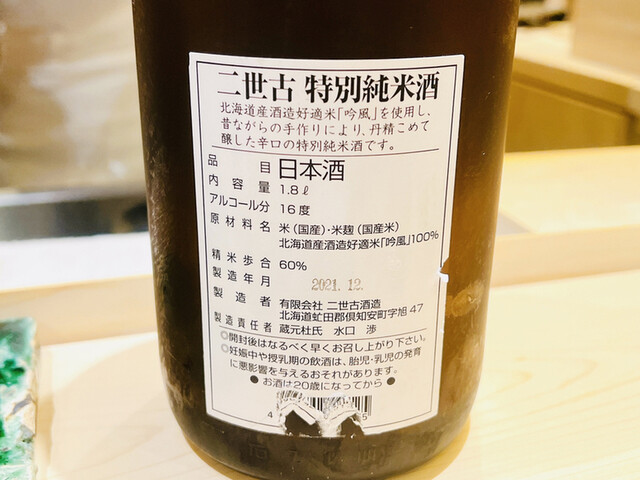 二世古 特別純米酒
北海道産酒造好適米「吟風」を使用し、
昔ながらの手作りにより、丹精こめて
醸した辛口の特別純米酒です。
品目 日本酒
内容量 1.8ℓ
アルコール分 16度
原材料名 米（国産）・米麹（国産米）
北海道産酒造好適米「吟風」100%
精米歩合 60%
製造年月 2021.12.
製造者 有限会社 二世古酒造
北海道虻田郡倶知安町字旭47
製造責任者 蔵元杜氏 水口 渉
◎開封後はなるべく早くお召し上がり下さい。
◎妊娠中や授乳期の飲酒は、胎児・乳児の発育
に悪影響を与えるおそれがあります。
● お酒は20歳になってから ●
4 5